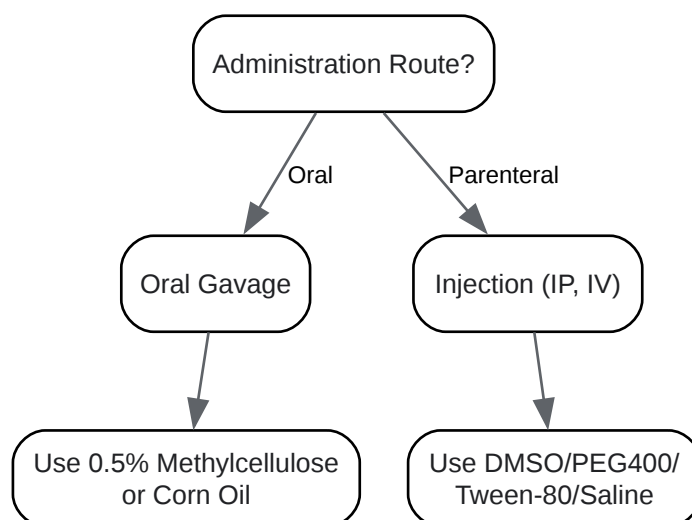 Administration Route?
Oral
Parenteral
Oral Gavage
Injection (IP, IV)
Use 0.5% Methylcellulose
or Corn Oil
Use DMSO/PEG400/
Tween-80/Saline